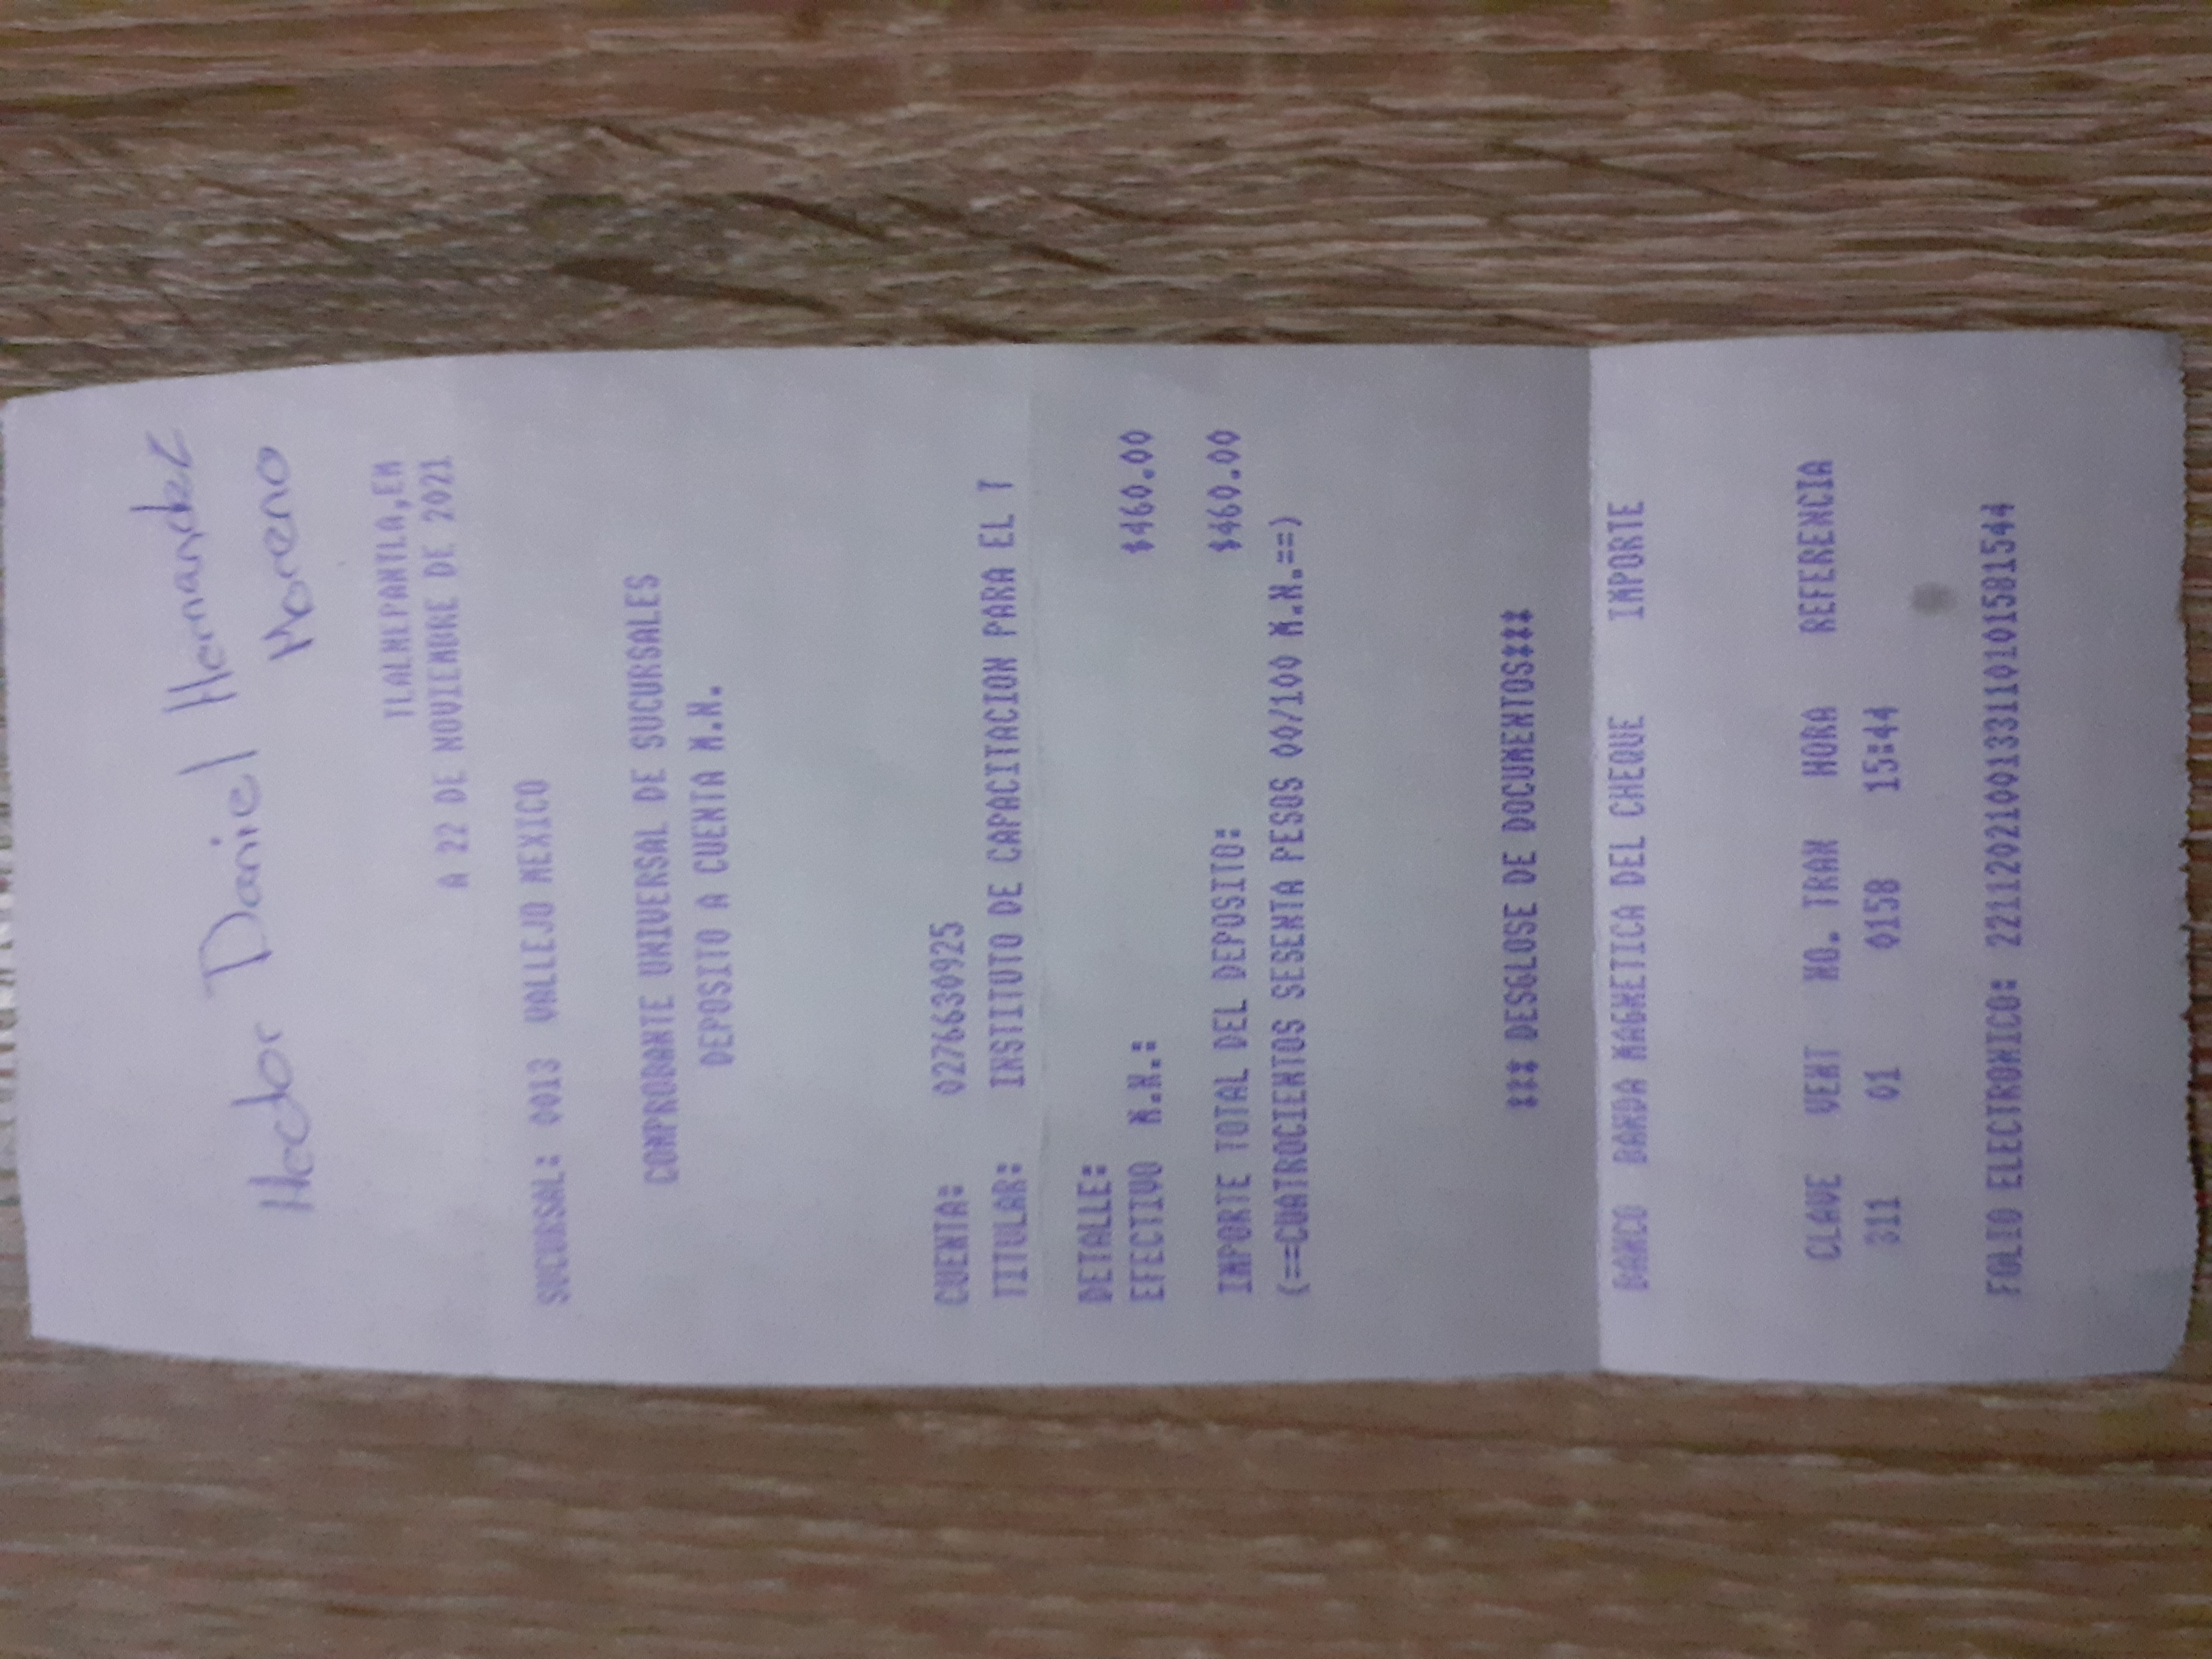 Hector Daniel Hernandez
Moreno
TLALNEPANTLA,EM
A 22 DE NOVIEMBRE DE 2021
SUCURSAL: 0013 VALLEJO MEXICO
COMPROBANTE UNIVERSAL DE SUCURSALES
DEPOSITO A CUENTA M.N.
CUENTA: 0276630925
TITULAR: INSTITUTO DE CAPACITACION PARA EL T
DETALLE:
EFECTIVO M.N.: $460.00
IMPORTE TOTAL DEL DEPOSITO: $460.00
(==CUATROCIENTOS SESENTA PESOS 00/100 M.N.==)
*** DESGLOSE DE DOCUMENTOS***
BANCO BANDA MAGNETICA DEL CHEQUE IMPORTE
CLAVE VENT NO. TRAN HORA REFERENCIA
311 01 0158 15:44
FOLIO ELECTRONICO: 2211202100133110101581544